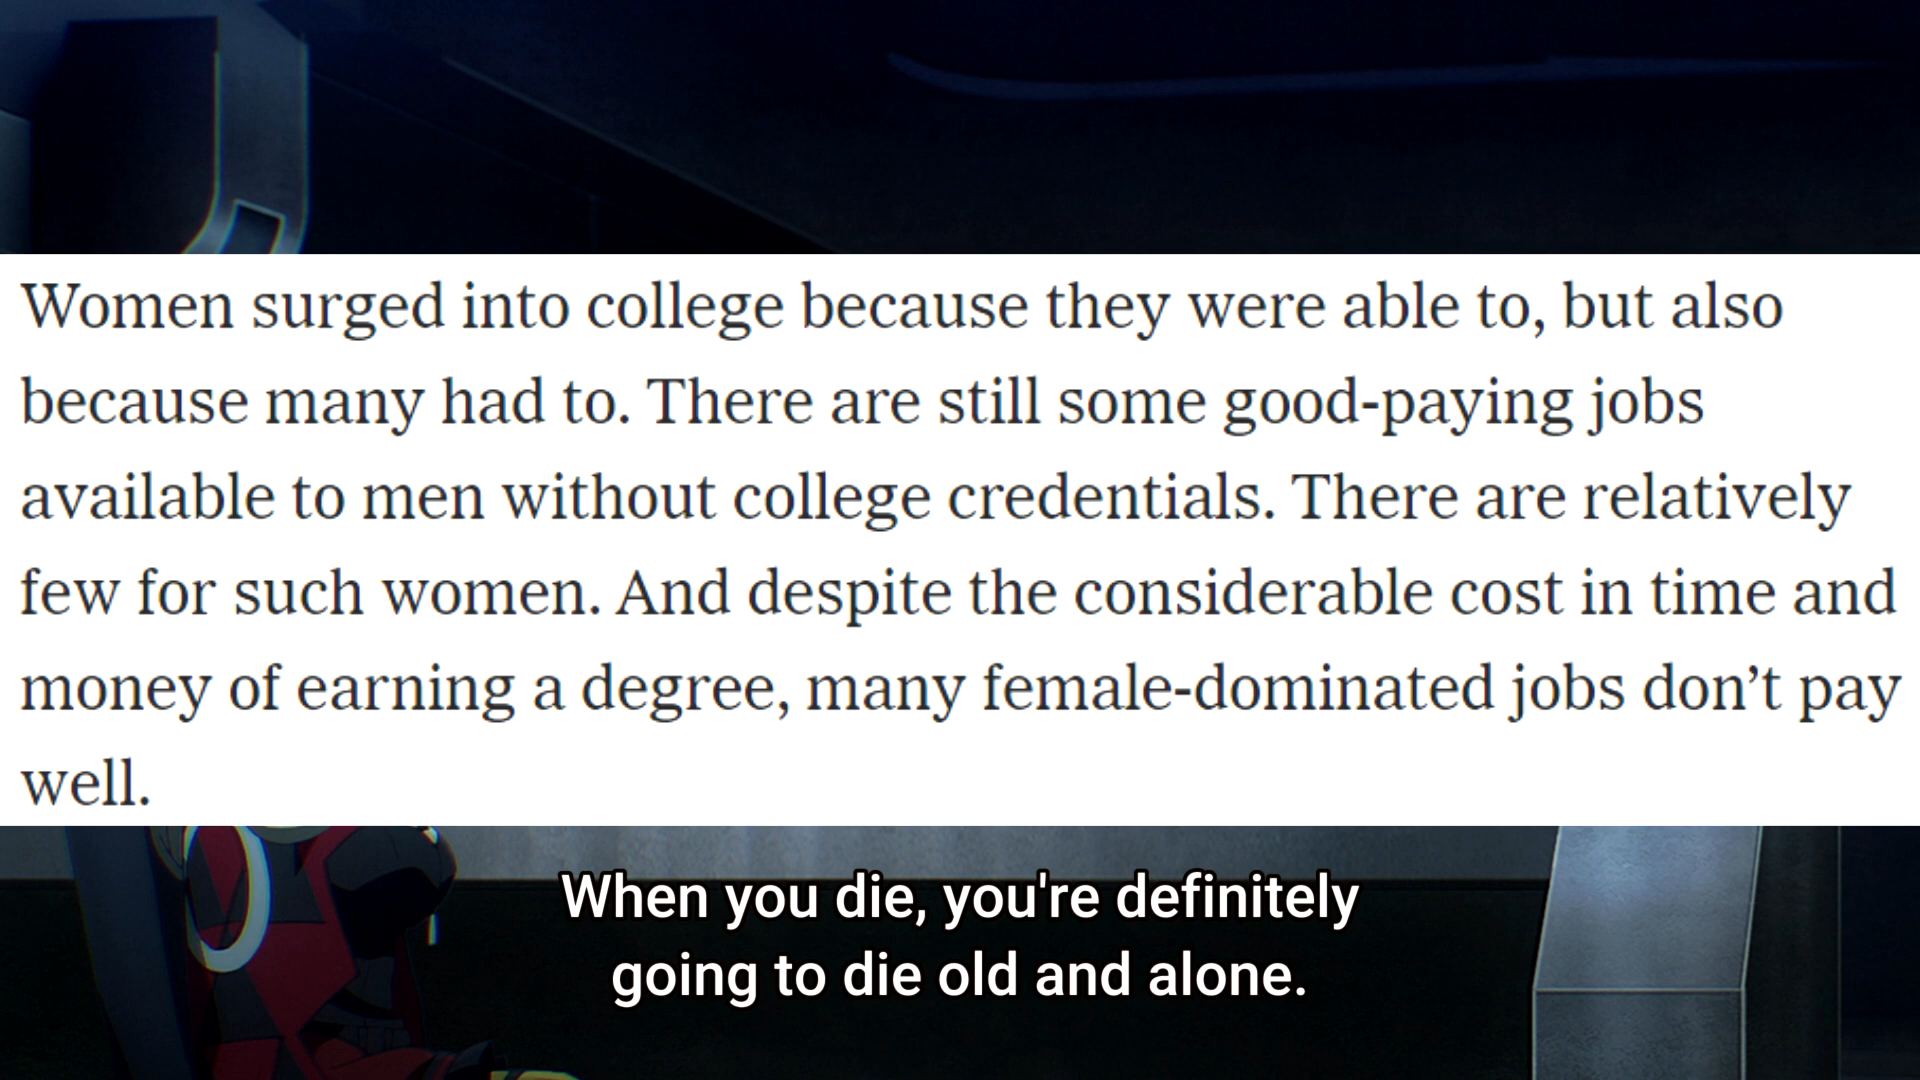 Women surged into college because they were able to, but also
because many had to. There are still some good-paying jobs
available to men without college credentials. There are relatively
few for such women. And despite the considerable cost in time and
money of earning a degree, many female-dominated jobs don’t pay
well.
When you die, you're definitely
going to die old and alone.